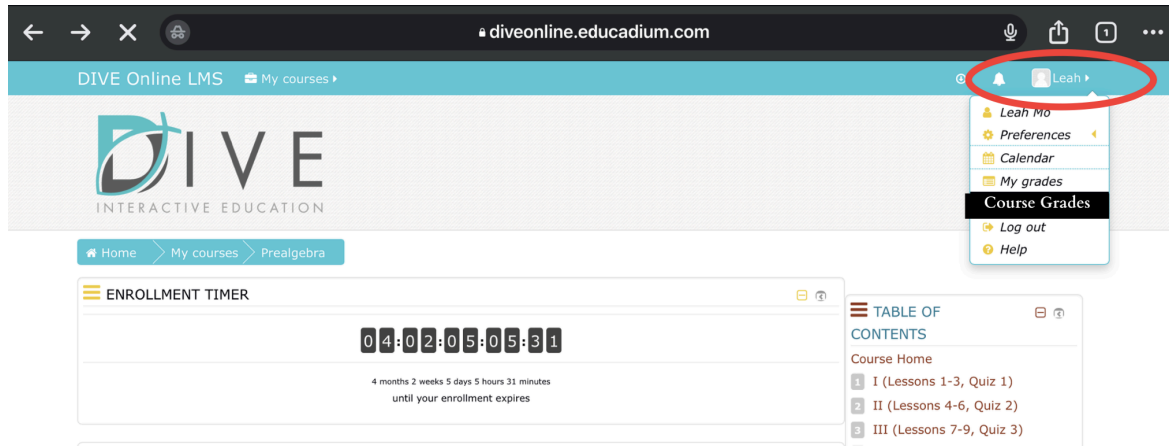 diveonline.educadium.com
1
DIVE Online LMS My courses
Leah
Leah Mo
Preferences
Calendar
My grades
Course Grades
Log out
Help
DIVE
INTERACTIVE EDUCATION
Home My courses Prealgebra
ENROLLMENT TIMER
04:02:05:05:31
4 months 2 weeks 5 days 5 hours 31 minutes
until your enrollment expires
TABLE OF
CONTENTS
Course Home
1 I (Lessons 1-3, Quiz 1)
2 II (Lessons 4-6, Quiz 2)
3 III (Lessons 7-9, Quiz 3)